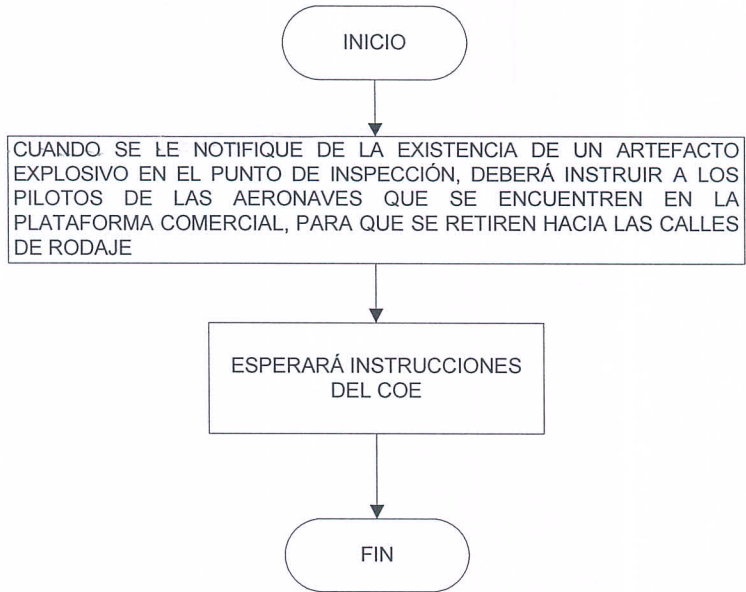 INICIO
CUANDO SE LE NOTIFIQUE DE LA EXISTENCIA DE UN ARTEFACTO
EXPLOSIVO EN EL PUNTO DE INSPECCIÓN, DEBERÁ INSTRUIR A LOS
PILOTOS DE LAS AERONAVES QUE SE ENCUENTREN EN LA
PLATAFORMA COMERCIAL, PARA QUE SE RETIREN HACIA LAS CALLES
DE RODAJE
ESPERARÁ INSTRUCCIONES
DEL COE
FIN